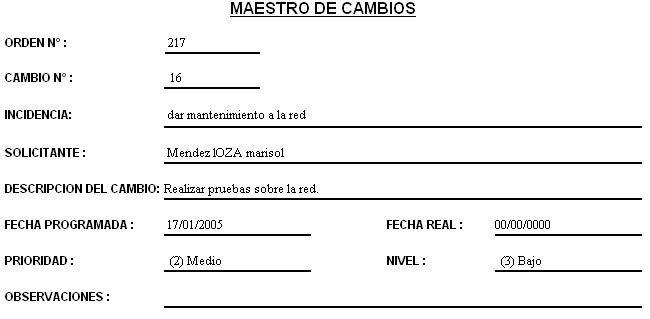 MAESTRO DE CAMBIOS
ORDEN N° : 217
CAMBIO N° : 16
INCIDENCIA: dar mantenimiento a la red
SOLICITANTE : Mendez lOZA marisol
DESCRIPCION DEL CAMBIO: Realizar pruebas sobre la red.
FECHA PROGRAMADA : 17/01/2005 FECHA REAL : 00/00/0000
PRIORIDAD : (2) Medio NIVEL : (3) Bajo
OBSERVACIONES :